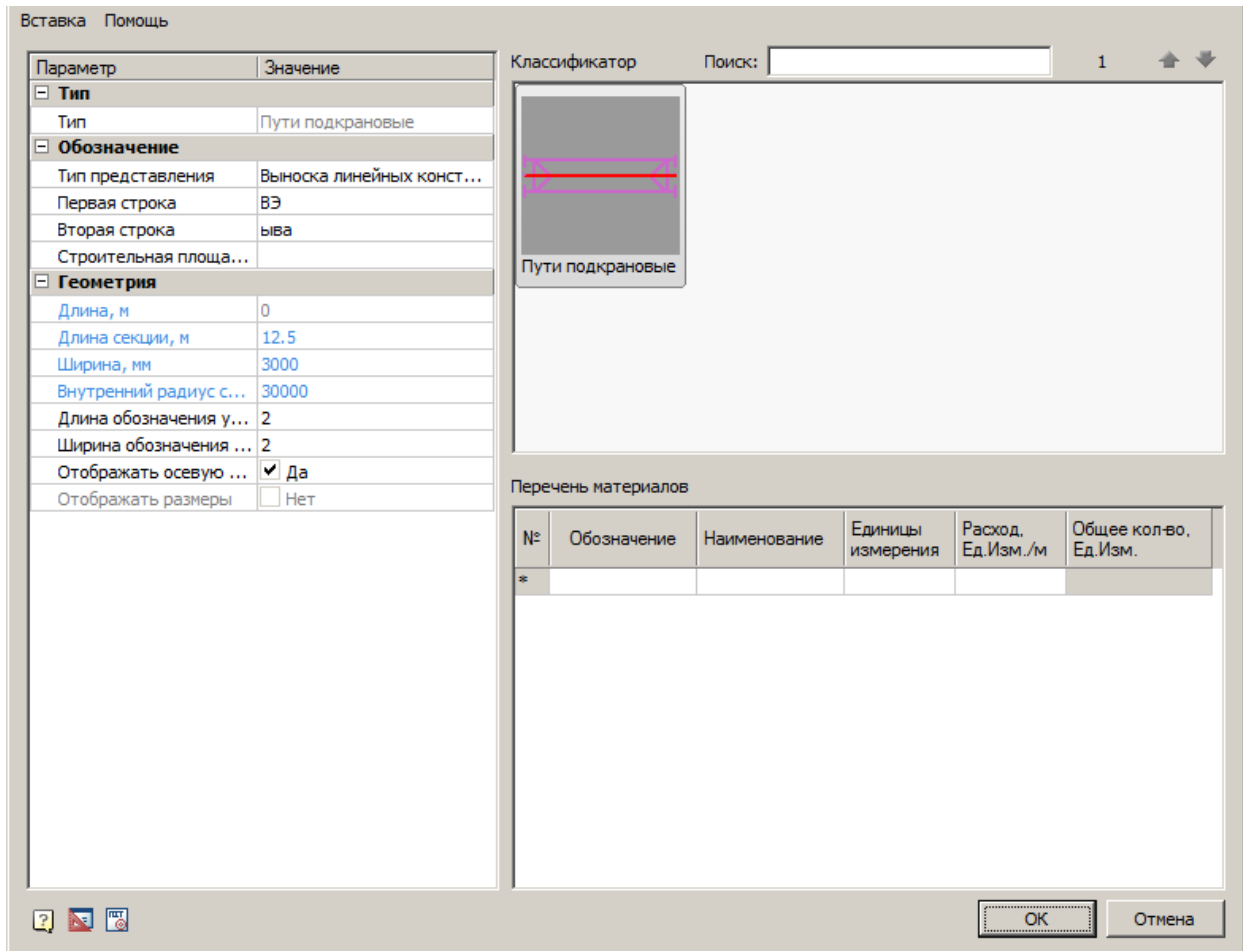 Вставка Помощь
Параметр Значение
Тип
Тип Пути подкрановые
Обозначение
Тип представления Выноска линейных конст...
Первая строка ВЭ
Вторая строка ыва
Строительная площа...
Геометрия
Длина, м 0
Длина секции, м 12.5
Ширина, мм 3000
Внутренний радиус с... 30000
Длина обозначения у... 2
Ширина обозначения ... 2
Отображать осевую ... Да
Отображать размеры Нет
Классификатор Поиск: 1
Пути подкрановые
Перечень материалов
№ Обозначение Наименование Единицы измерения Расход, Ед.Изм./м Общее кол-во, Ед.Изм.
*
ОК Отмена